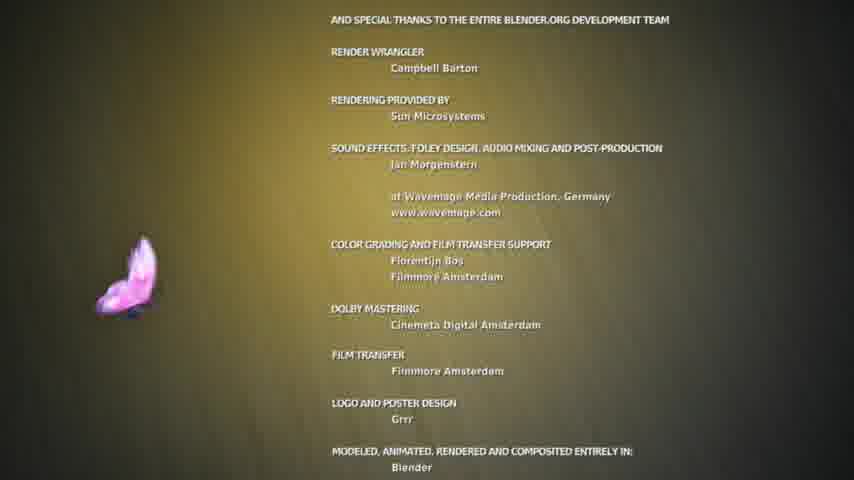 AND SPECIAL THANKS TO THE ENTIRE BLENDER.ORG DEVELOPMENT TEAM
RENDER WRANGLER
Campbell Barton
RENDERING PROVIDED BY
Sun Microsystems
SOUND EFFECTS, FOLEY DESIGN, AUDIO MIXING AND POST-PRODUCTION
Jan Morgenstern
at Wavemage Media Production, Germany
www.wavemage.com
COLOR GRADING AND FILM TRANSFER SUPPORT
Florentijn Bos
Filmmore Amsterdam
DOLBY MASTERING
Cinemeta Digital Amsterdam
FILM TRANSFER
Filmmore Amsterdam
LOGO AND POSTER DESIGN
Grrr
MODELED, ANIMATED, RENDERED AND COMPOSITED ENTIRELY IN:
Blender